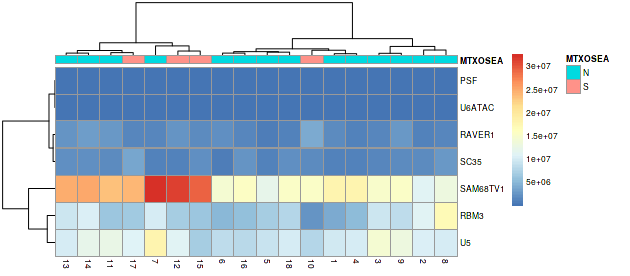 MTXOSEA
PSF
U6ATAC
RAVER1
SC35
SAM68TV1
RBM3
U5
13 14 11 17 7 12 15 6 16 5 18 10 1 4 3 9 2 8
3e+07
2.5e+07
2e+07
1.5e+07
1e+07
5e+06
MTXOSEA
N
S